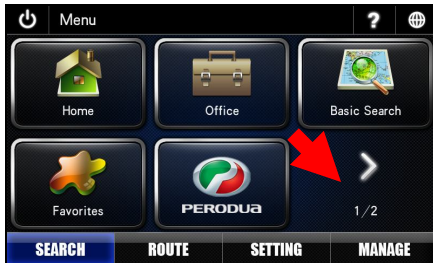 Menu
?
Home
Office
Basic Search
Favorites
PERODUA
1/2
SEARCH ROUTE SETTING MANAGE